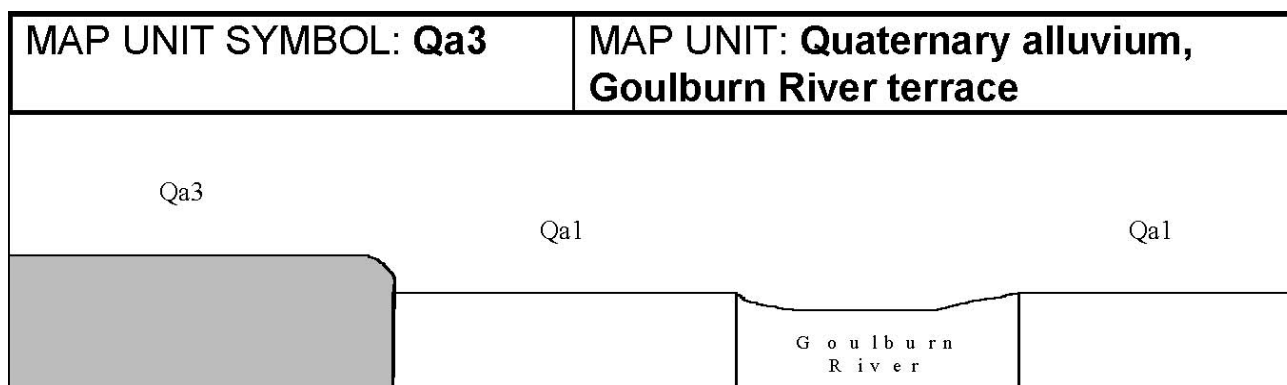 MAP UNIT SYMBOL: Qa3
MAP UNIT: Quaternary alluvium,
Goulburn River terrace
Qa3
Qa1
Qa1
Goulburn
River